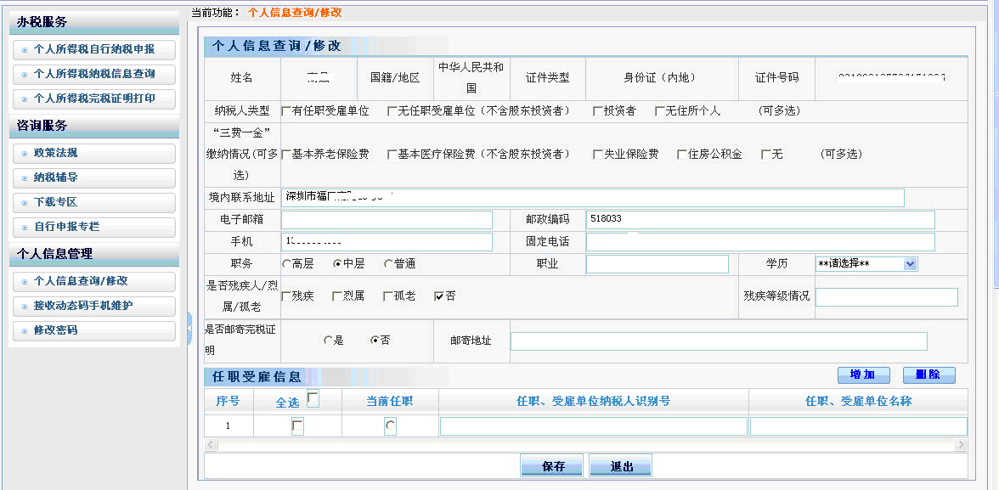 办税服务
个人所得税自行纳税申报
个人所得税纳税信息查询
个人所得税完税证明打印
咨询服务
政策法规
纳税辅导
下载专区
自行申报专栏
个人信息管理
个人信息查询/修改
接收动态码手机维护
修改密码
当前功能： 个人信息查询/修改
个人信息查询/修改
姓名 国籍/地区 中华人民共和国 证件类型 身份证（内地） 证件号码
纳税人类型 有任职受雇单位 无任职受雇单位（不含股东投资者） 投资者 无住所个人 (可多选)
“三费一金”
缴纳情况(可多选) 基本养老保险费 基本医疗保险费（不含股东投资者） 失业保险费 住房公积金 无 (可多选)
境内联系地址 深圳市福
电子邮箱 邮政编码 518033
手机 1 固定电话
职务 高层 中层 普通 职业 学历 **请选择**
是否残疾人/烈属/孤老 残疾 烈属 孤老 否 残疾等级情况
是否邮寄完税证明 是 否 邮寄地址
任职受雇信息 增加 删除
序号 全选 当前任职 任职、受雇单位纳税人识别号 任职、受雇单位名称
1
保存 退出